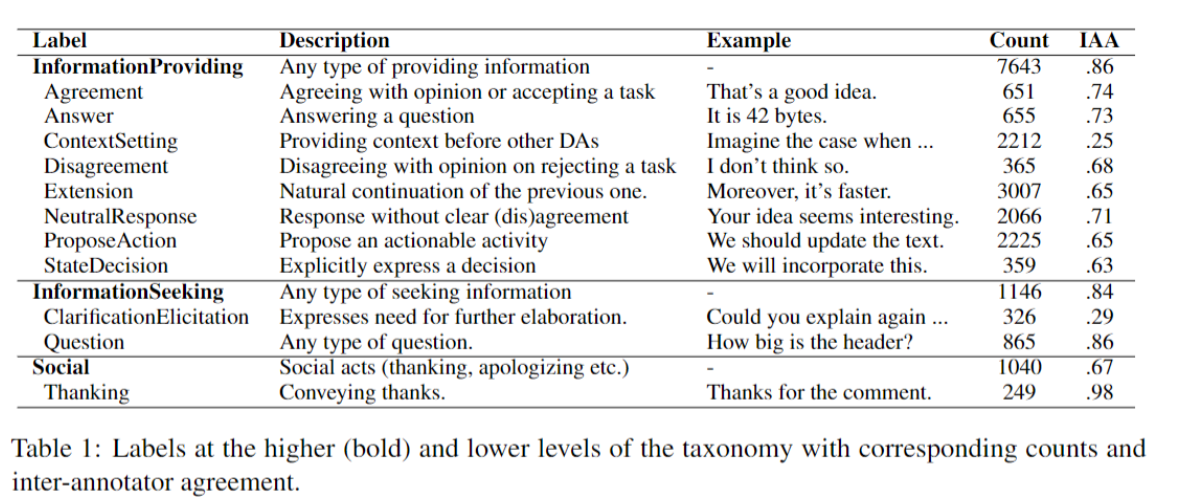 Label Description Example Count IAA
InformationProviding Any type of providing information - 7643 .86
Agreement Agreeing with opinion or accepting a task That's a good idea. 651 .74
Answer Answering a question It is 42 bytes. 655 .73
ContextSetting Providing context before other DAs Imagine the case when ... 2212 .25
Disagreement Disagreeing with opinion on rejecting a task I don't think so. 365 .68
Extension Natural continuation of the previous one. Moreover, it's faster. 3007 .65
NeutralResponse Response without clear (dis)agreement Your idea seems interesting. 2066 .71
ProposeAction Propose an actionable activity We should update the text. 2225 .65
StateDecision Explicitly express a decision We will incorporate this. 359 .63
InformationSeeking Any type of seeking information - 1146 .84
ClarificationElicitation Expresses need for further elaboration. Could you explain again ... 326 .29
Question Any type of question. How big is the header? 865 .86
Social Social acts (thanking, apologizing etc.) - 1040 .67
Thanking Conveying thanks. Thanks for the comment. 249 .98
Table 1: Labels at the higher (bold) and lower levels of the taxonomy with corresponding counts and
inter-annotator agreement.